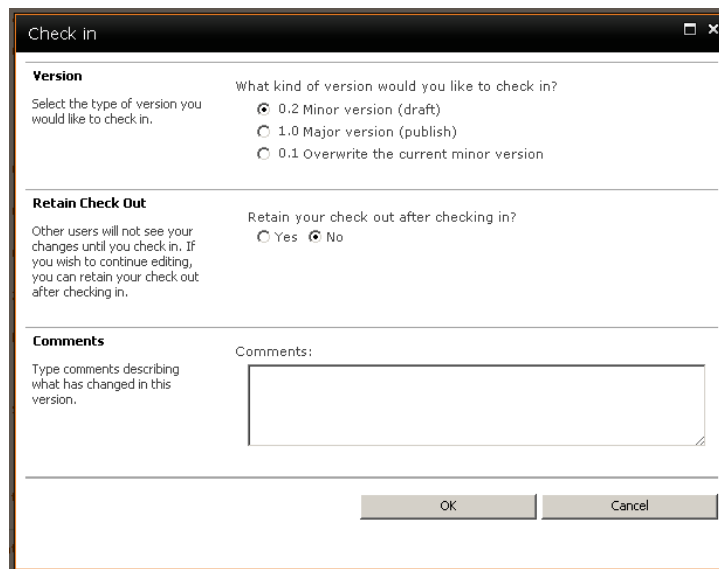 Check in
Version
Select the type of version you
would like to check in.
What kind of version would you like to check in?
0.2 Minor version (draft)
1.0 Major version (publish)
0.1 Overwrite the current minor version
Retain Check Out
Other users will not see your
changes until you check in. If
you wish to continue editing,
you can retain your check out
after checking in.
Retain your check out after checking in?
Yes No
Comments
Type comments describing
what has changed in this
version.
Comments:
OK Cancel